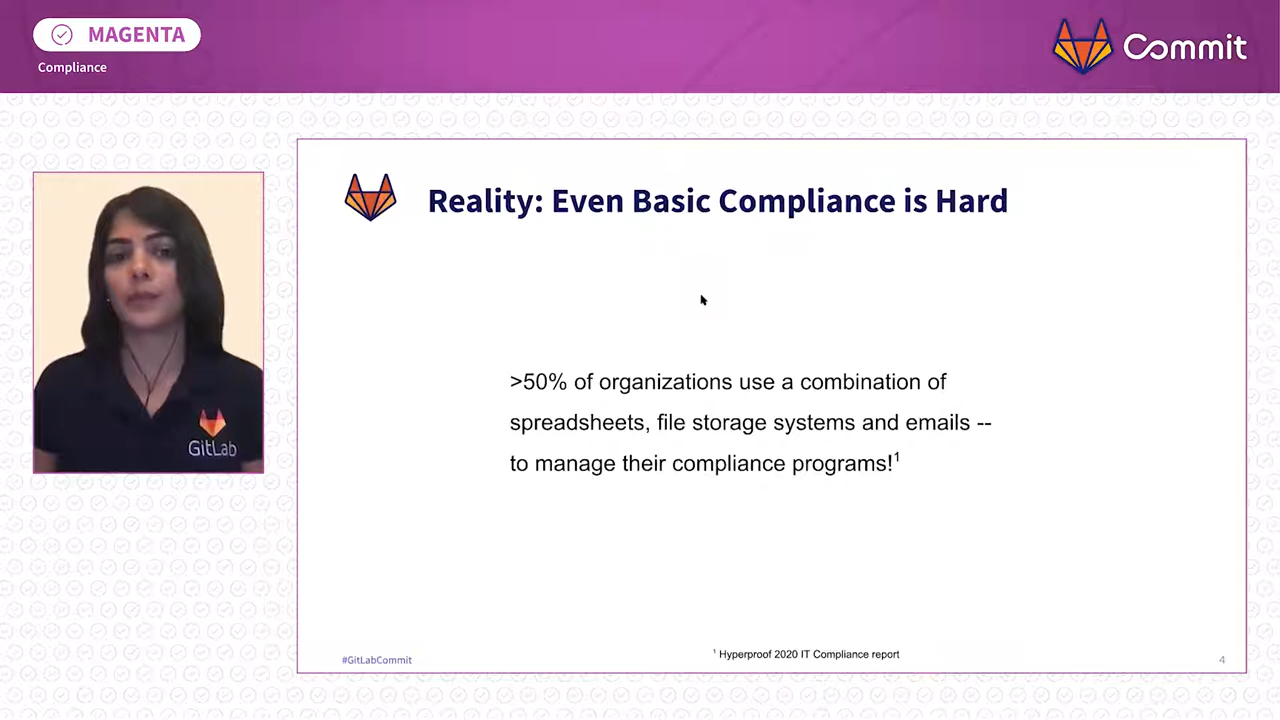 MAGENTA
Compliance
Commit
Reality: Even Basic Compliance is Hard
>50% of organizations use a combination of
spreadsheets, file storage systems and emails --
to manage their compliance programs!¹
GitLab
#GitLabCommit
¹ Hyperproof 2020 IT Compliance report
4